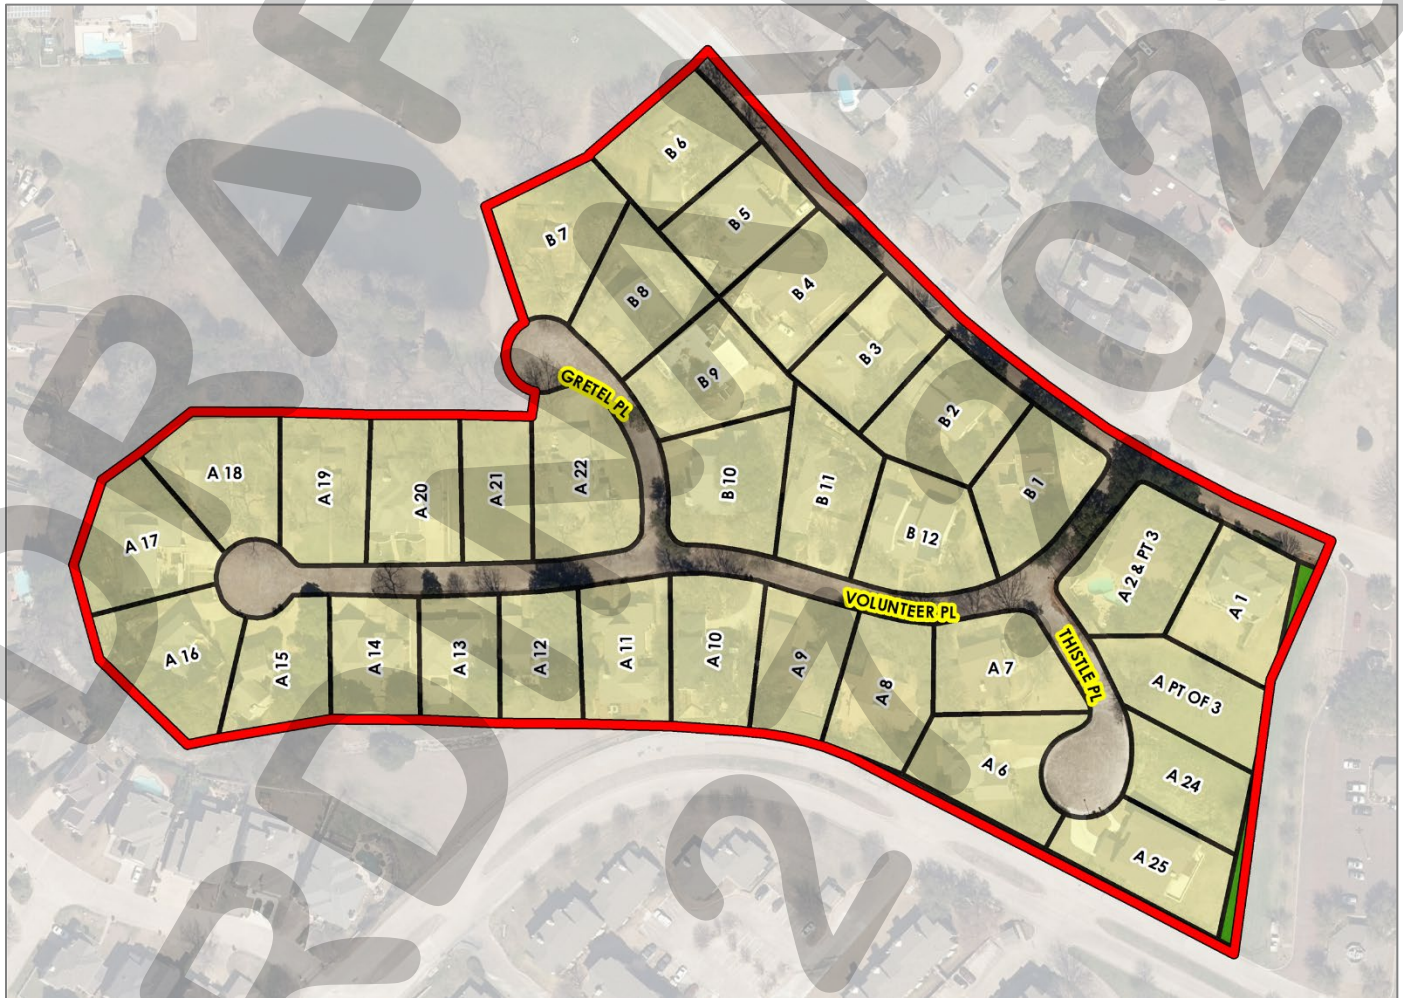 B 6
B 5
B 7
B 4
B 8
B 3
B 9
GRETEL PL
B 2
A 18
A 19
A 20
A 21
A 22
B 10
B 11
B 1
B 12
A 17
A 2 & PT 3
VOLUNTEER PL
A 1
A 16
A 15
A 14
A 13
A 12
A 11
A 10
A 9
A 8
A 7
THISTLE PL
A PT OF 3
A 6
A 24
A 25